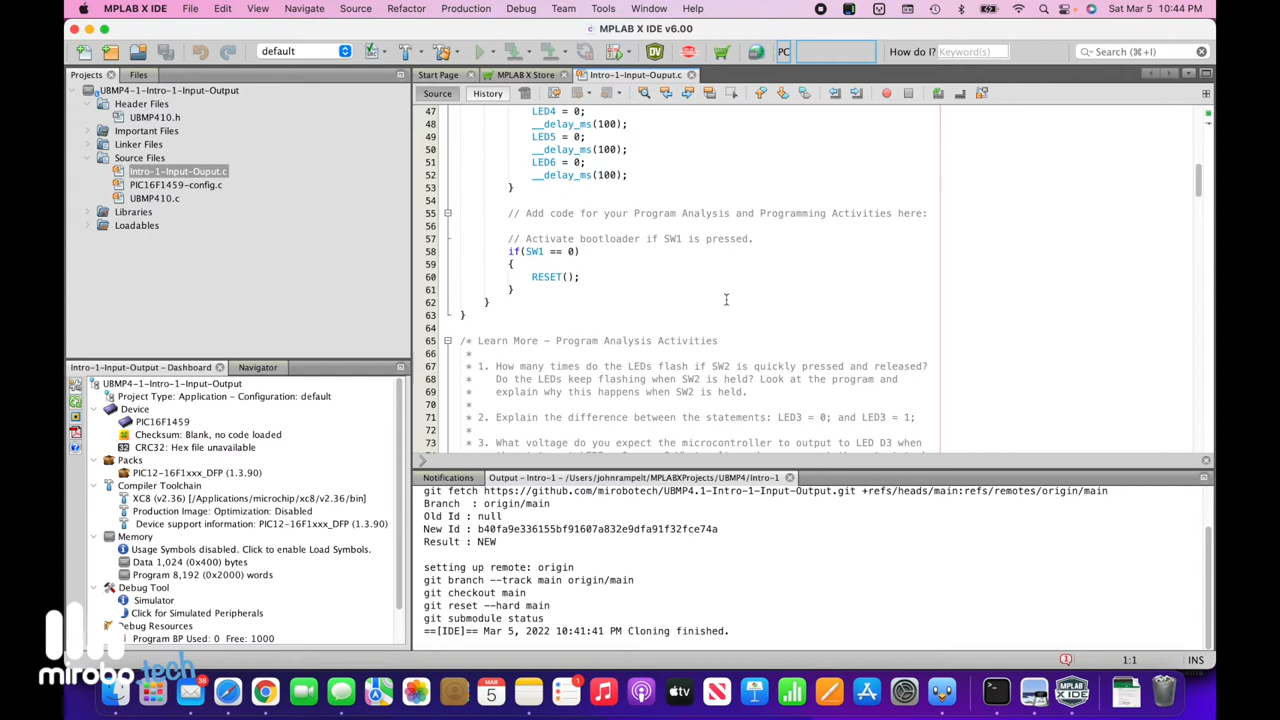 MPLAB X IDE File Edit View Navigate Source Refactor Production Debug Team Tools Window Help Sat Mar 5 10:44 PM
MPLAB X IDE v6.00
default PC How do I? Keyword(s) Search (⌘+I)
Projects Files Start Page MPLAB X Store Intro-1-Input-Ouput.c
UBMP4-1-Intro-1-Input-Output
Header Files
UBMP410.h
Important Files
Linker Files
Source Files
Intro-1-Input-Ouput.c
PIC16F1459-config.c
UBMP410.c
Libraries
Loadables
Source History
47 LED4 = 0;
48 __delay_ms(100);
49 LED5 = 0;
50 __delay_ms(100);
51 LED6 = 0;
52 __delay_ms(100);
53 }
54
55 // Add code for your Program Analysis and Programming Activities here:
56
57 // Activate bootloader if SW1 is pressed.
58 if(SW1 == 0)
59 {
60 RESET();
61 }
62 }
63 }
64
65 /* Learn More – Program Analysis Activities
66 *
67 * 1. How many times do the LEDs flash if SW2 is quickly pressed and released?
68 * Do the LEDs keep flashing when SW2 is held? Look at the program and
69 * explain why this happens when SW2 is held.
70 *
71 * 2. Explain the difference between the statements: LED3 = 0; and LED3 = 1;
72 *
73 * 3. What voltage do you expect the microcontroller to output to LED D3 when
Intro-1-Input-Ouput - Dashboard Navigator
UBMP4-1-Intro-1-Input-Output
Project Type: Application - Configuration: default
Device
PIC16F1459
Checksum: Blank, no code loaded
CRC32: Hex file unavailable
Packs
PIC12-16F1xxx_DFP (1.3.90)
Compiler Toolchain
XC8 (v2.36) [/Applications/microchip/xc8/v2.36/bin]
Production Image: Optimization: Disabled
Device support information: PIC12-16F1xxx_DFP (1.3.90)
Memory
Usage Symbols disabled. Click to enable Load Symbols.
Data 1,024 (0x400) bytes
Program 8,192 (0x2000) words
Debug Tool
Simulator
Click for Simulated Peripherals
Debug Resources
Program BP Used: 0 Free: 1000
Notifications Output - Intro-1 – /Users/johnrampelt/MPLABXProjects/UBMP4/Intro-1
git fetch https://github.com/mirobotech/UBMP4.1-Intro-1-Input-Output.git +refs/heads/main:refs/remotes/origin/main
Branch : origin/main
Old Id : null
New Id : b40fa9e336155bf91607a832e9dfa91f32fce74a
Result : NEW
setting up remote: origin
git branch --track main origin/main
git checkout main
git reset --hard main
git submodule status
==[IDE]== Mar 5, 2022 10:41:41 PM Cloning finished.
1:1 INS
mirobo tech
38
MAR
5
1
tv
MPLAB
X IDE